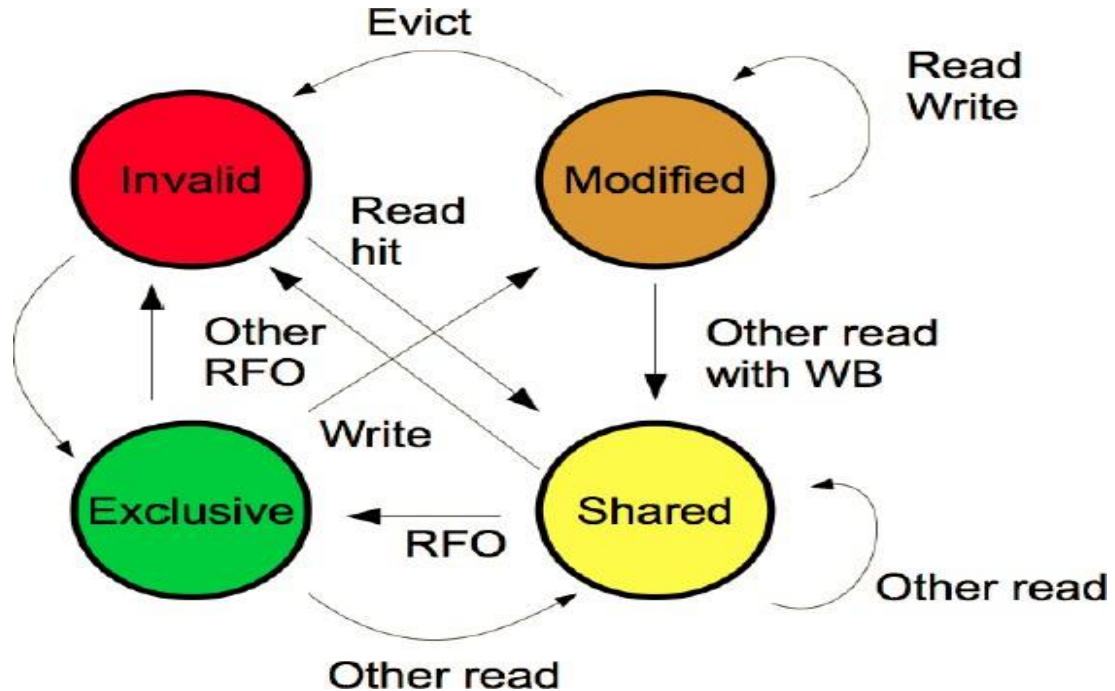 Evict
Read
Write
Invalid
Modified
Read
hit
Other
RFO
Other read
with WB
Write
Exclusive
Shared
RFO
Other read
Other read